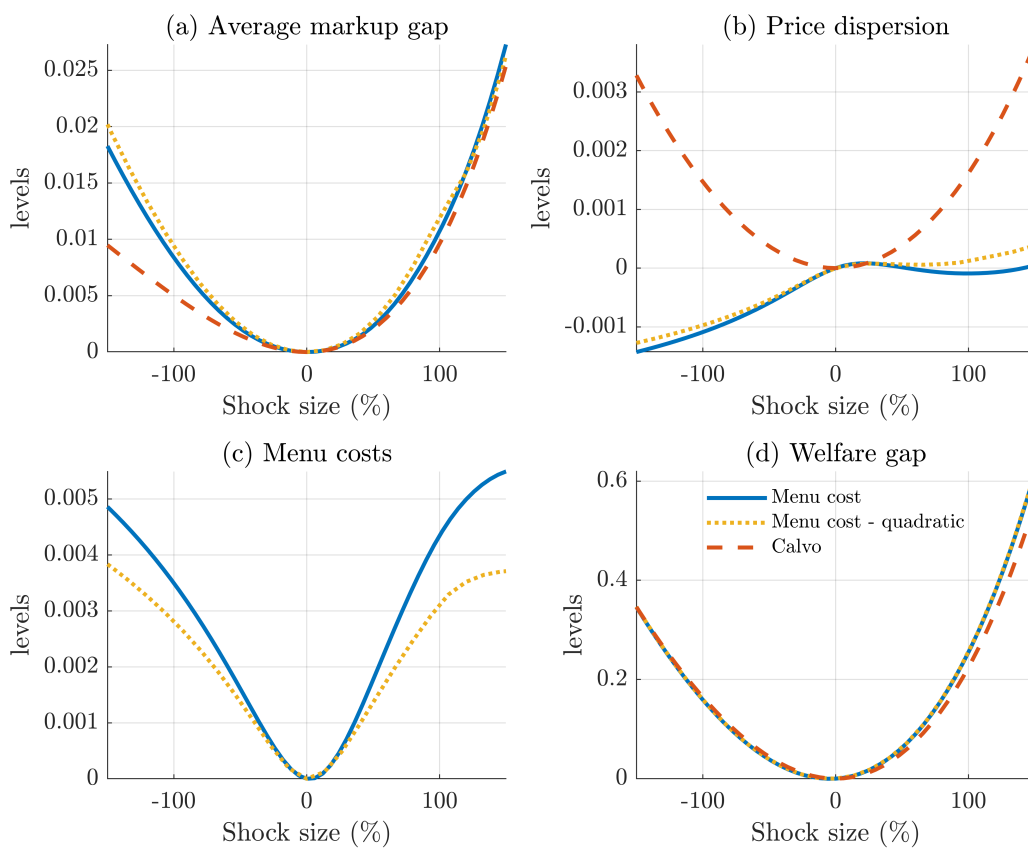 (a) Average markup gap
levels
0.025
0.02
0.015
0.01
0.005
0
-100
0
100
Shock size (%)
(b) Price dispersion
levels
0.003
0.002
0.001
0
-0.001
-100
0
100
Shock size (%)
(c) Menu costs
levels
0.005
0.004
0.003
0.002
0.001
0
-100
0
100
Shock size (%)
(d) Welfare gap
levels
0.6
0.4
0.2
0
Menu cost
Menu cost - quadratic
Calvo
-100
0
100
Shock size (%)